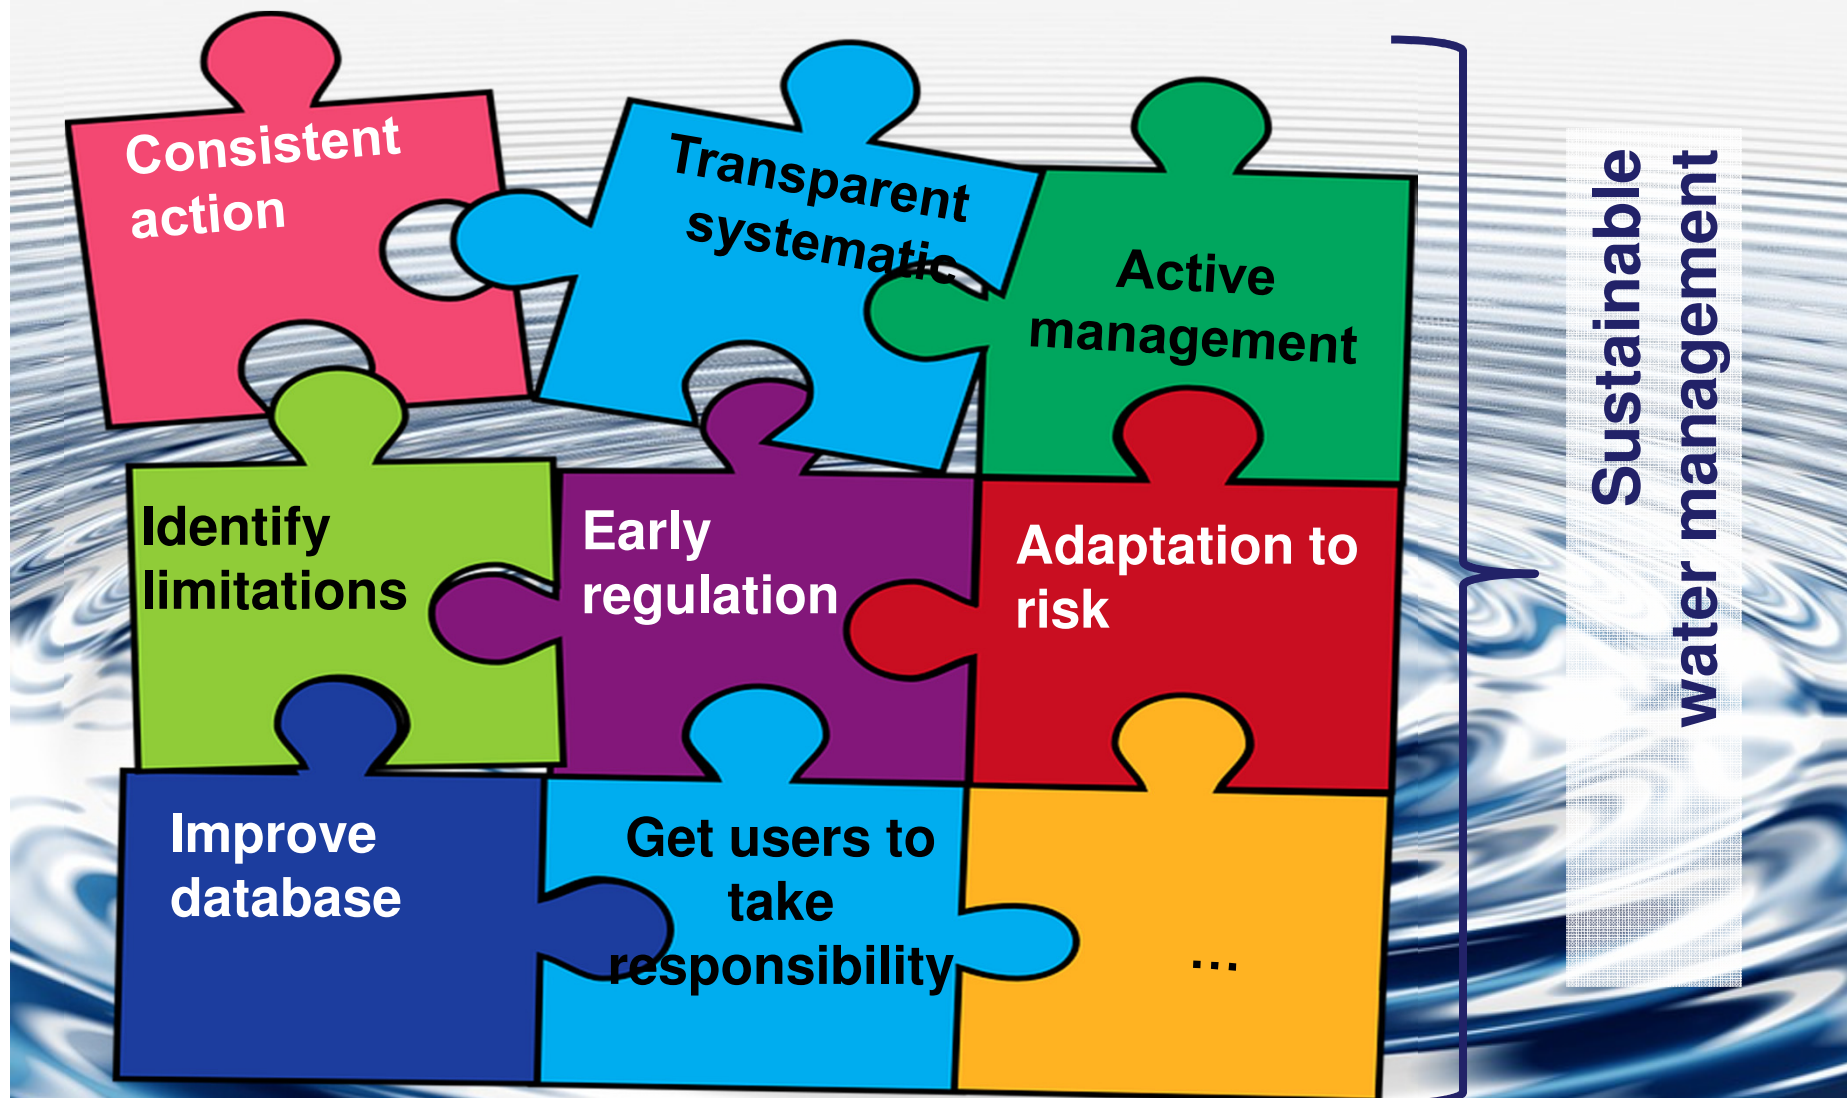 Consistent
action
Transparent
systematic
Active
management
Identify
limitations
Early
regulation
Adaptation to
risk
Improve
database
Get users to
take
responsibility
...
Sustainable
water management